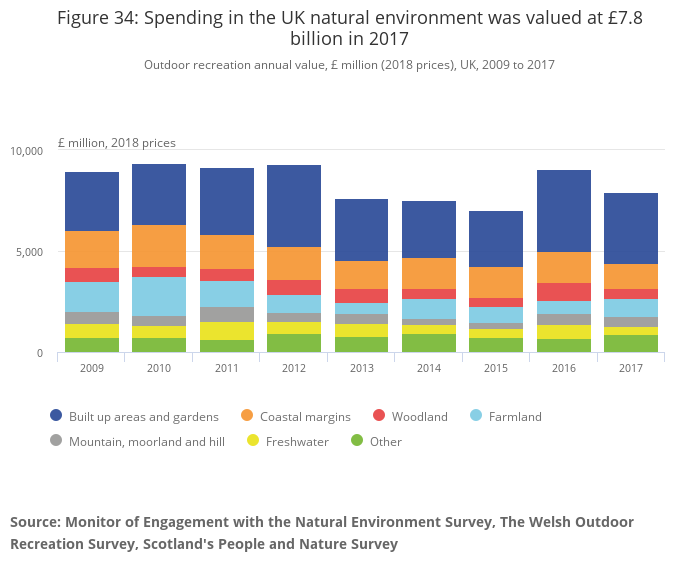 Figure 34: Spending in the UK natural environment was valued at £7.8
billion in 2017
Outdoor recreation annual value, £ million (2018 prices), UK, 2009 to 2017
£ million, 2018 prices
10,000
5,000
0
2009 2010 2011 2012 2013 2014 2015 2016 2017
Built up areas and gardens Coastal margins Woodland Farmland
Mountain, moorland and hill Freshwater Other
Source: Monitor of Engagement with the Natural Environment Survey, The Welsh Outdoor
Recreation Survey, Scotland's People and Nature Survey